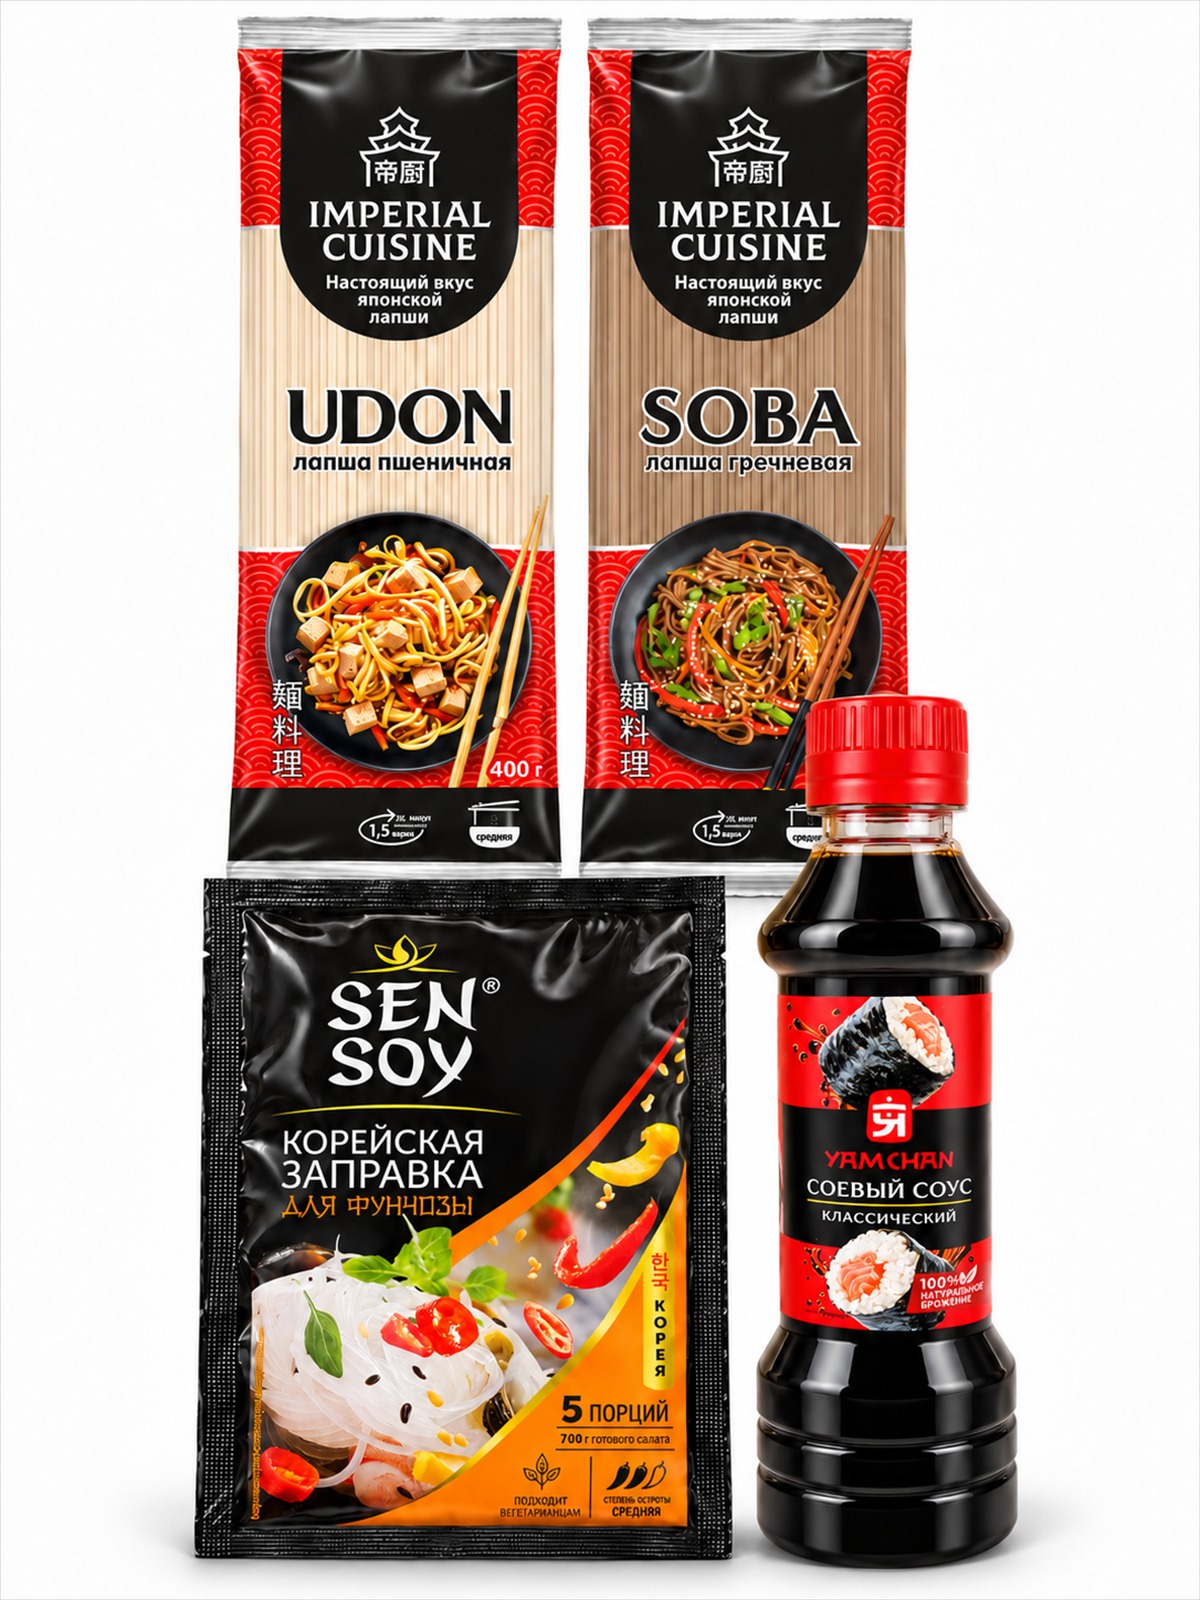 帝厨
IMPERIAL
CUISINE
Настоящий вкус
японской
лапши
UDON
лапша пшеничная
麺料理
400 г
1,5
варки
средняя
帝厨
IMPERIAL
CUISINE
Настоящий вкус
японской
лапши
SOBA
лапша гречневая
麺料理
1,5
варки
SEN ®
SOY
КОРЕЙСКАЯ
ЗАПРАВКА
ДЛЯ ФУНЧОЗЫ
한국
КОРЕЯ
5 ПОРЦИЙ
700 г готового салата
ПОДХОДИТ
ВЕГЕТАРИАНЦАМ
СТЕПЕНЬ ОСТРОТЫ
СРЕДНЯЯ
YAMCHAN
СОЕВЫЙ СОУС
КЛАССИЧЕСКИЙ
100%
НАТУРАЛЬНОЕ
БРОЖЕНИЕ